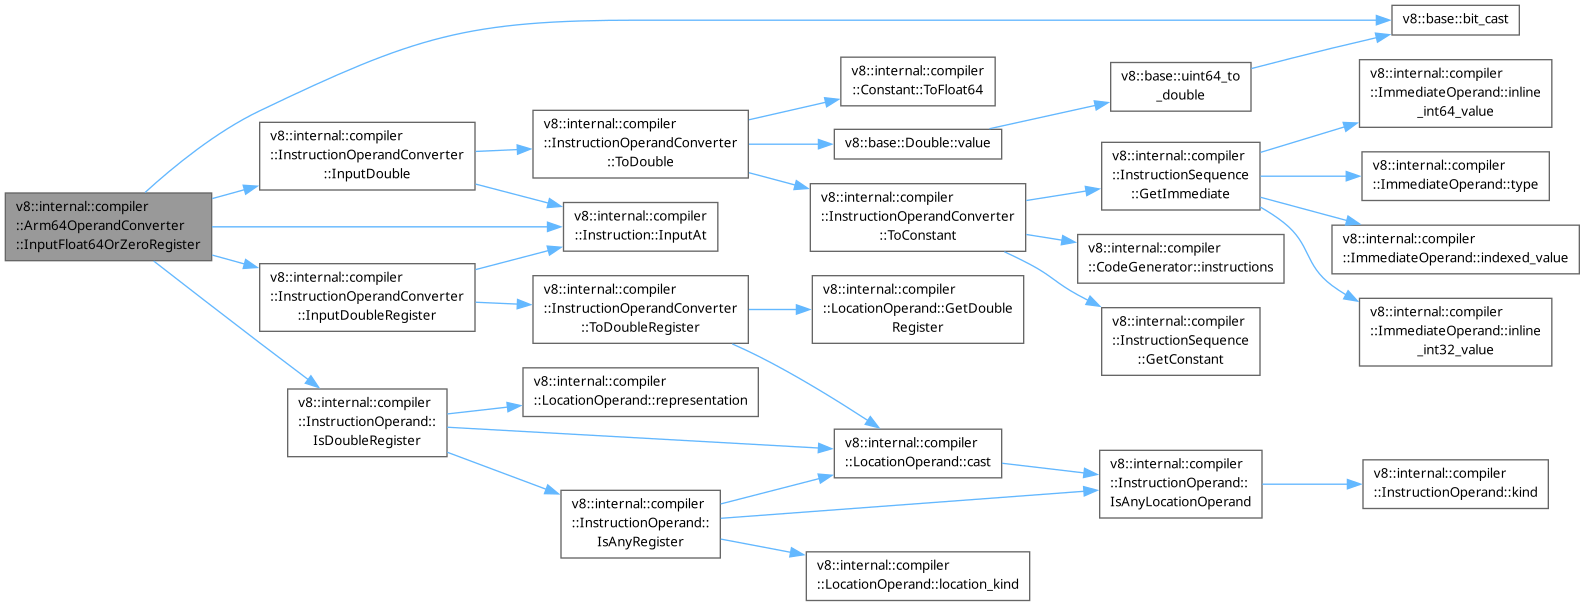 v8::internal::compiler
::Arm64OperandConverter
::InputFloat64OrZeroRegister
v8::internal::compiler
::InstructionOperandConverter
::InputDouble
v8::internal::compiler
::InstructionOperandConverter
::InputDoubleRegister
v8::internal::compiler
::InstructionOperand::
IsDoubleRegister
v8::internal::compiler
::InstructionOperandConverter
::ToDouble
v8::internal::compiler
::Instruction::InputAt
v8::internal::compiler
::InstructionOperandConverter
::ToDoubleRegister
v8::internal::compiler
::LocationOperand::representation
v8::internal::compiler
::InstructionOperand::
IsAnyRegister
v8::internal::compiler
::Constant::ToFloat64
v8::base::Double::value
v8::internal::compiler
::InstructionOperandConverter
::ToConstant
v8::internal::compiler
::LocationOperand::GetDouble
Register
v8::internal::compiler
::LocationOperand::cast
v8::internal::compiler
::LocationOperand::location_kind
v8::base::uint64_to
_double
v8::internal::compiler
::InstructionSequence
::GetImmediate
v8::internal::compiler
::CodeGenerator::instructions
v8::internal::compiler
::InstructionSequence
::GetConstant
v8::internal::compiler
::InstructionOperand::
IsAnyLocationOperand
v8::base::bit_cast
v8::internal::compiler
::ImmediateOperand::inline
_int64_value
v8::internal::compiler
::ImmediateOperand::type
v8::internal::compiler
::ImmediateOperand::indexed_value
v8::internal::compiler
::ImmediateOperand::inline
_int32_value
v8::internal::compiler
::InstructionOperand::kind